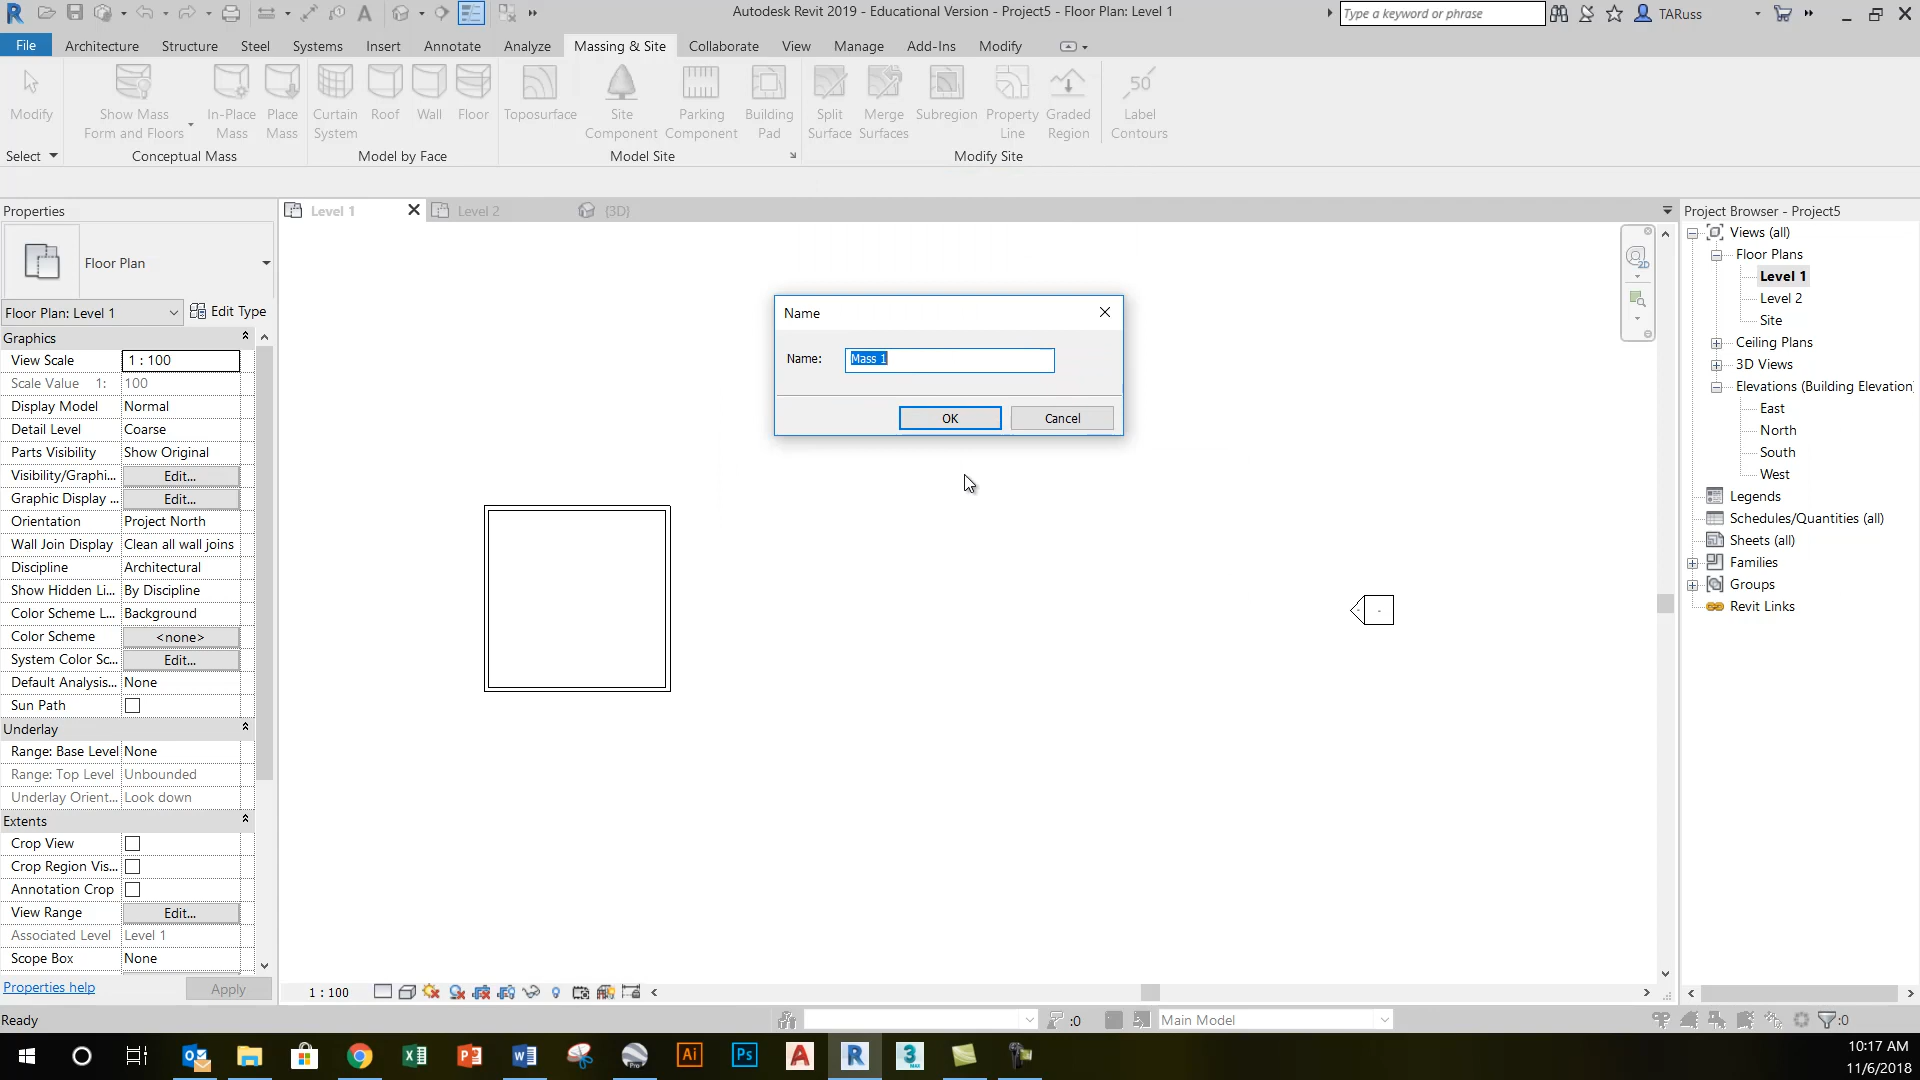 Autodesk Revit 2019 - Educational Version - Project5 - Floor Plan: Level 1
Type a keyword or phrase
TARuss
File
Architecture
Structure
Steel
Systems
Insert
Annotate
Analyze
Massing & Site
Collaborate
View
Manage
Add-Ins
Modify
Modify
Show Mass
Form and Floors
In-Place
Mass
Place
Mass
Curtain
System
Roof
Wall
Floor
Toposurface
Site
Component
Parking
Component
Building
Pad
Split
Surface
Merge
Surfaces
Subregion
Property
Line
Graded
Region
50
Label
Contours
Select
Conceptual Mass
Model by Face
Model Site
Modify Site
Properties
Floor Plan
Floor Plan: Level 1
Edit Type
Graphics
View Scale
1 : 100
Scale Value 1:
100
Display Model
Normal
Detail Level
Coarse
Parts Visibility
Show Original
Visibility/Graphi...
Edit...
Graphic Display ...
Edit...
Orientation
Project North
Wall Join Display
Clean all wall joins
Discipline
Architectural
Show Hidden Li...
By Discipline
Color Scheme L...
Background
Color Scheme
<none>
System Color Sc...
Edit...
Default Analysis...
None
Sun Path
Underlay
Range: Base Level
None
Range: Top Level
Unbounded
Underlay Orient...
Look down
Extents
Crop View
Crop Region Vis...
Annotation Crop
View Range
Edit...
Associated Level
Level 1
Scope Box
None
Properties help
Apply
Level 1
Level 2
{3D}
2D
Name
Name:
Mass 1
OK
Cancel
1 : 100
Project Browser - Project5
Views (all)
Floor Plans
Level 1
Level 2
Site
Ceiling Plans
3D Views
Elevations (Building Elevation)
East
North
South
West
Legends
Schedules/Quantities (all)
Sheets (all)
Families
Groups
Revit Links
Ready
:0
Main Model
:0
10:17 AM
11/6/2018